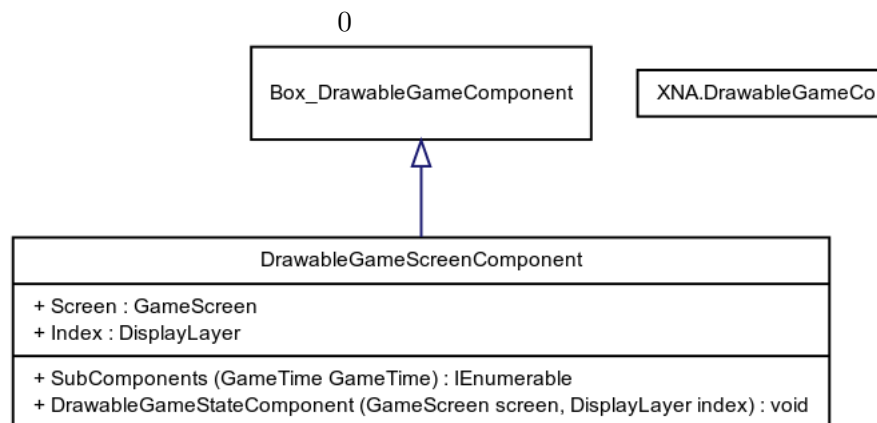 0
Box_DrawableGameComponent
XNA.DrawableGameCo
DrawableGameScreenComponent
+ Screen : GameScreen
+ Index : DisplayLayer
+ SubComponents (GameTime GameTime) : IEnumerable
+ DrawableGameStateComponent (GameScreen screen, DisplayLayer index) : void